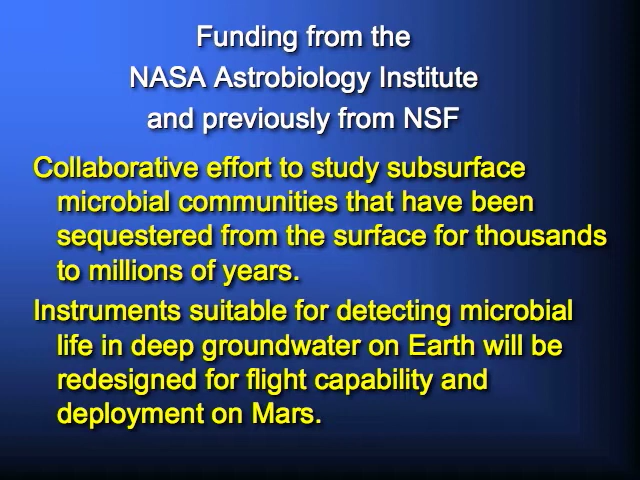 Funding from the
NASA Astrobiology Institute
and previously from NSF
Collaborative effort to study subsurface
microbial communities that have been
sequestered from the surface for thousands
to millions of years.
Instruments suitable for detecting microbial
life in deep groundwater on Earth will be
redesigned for flight capability and
deployment on Mars.